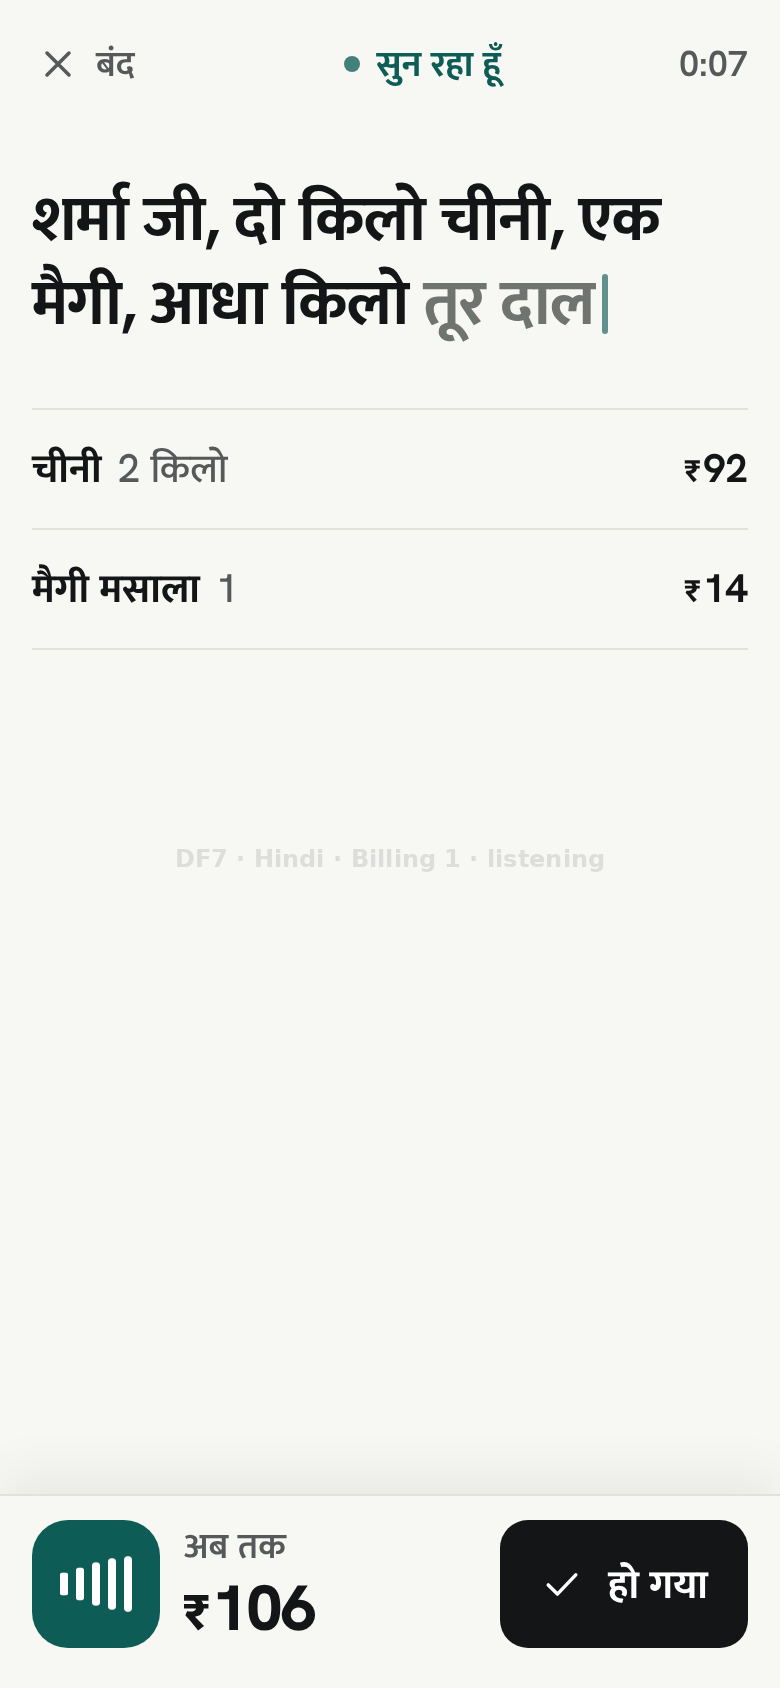 बंद
सुन रहा हूँ
0:07
शर्मा जी, दो किलो चीनी, एक
मैगी, आधा किलो तूर दाल
चीनी 2 किलो ₹92
मैगी मसाला 1 ₹14
DF7 · Hindi · Billing 1 · listening
अब तक
₹106
हो गया